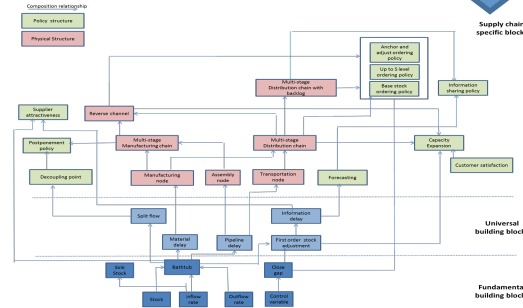 Composition relationship
Policy structure
Physical Structure
Supply chain
specific block
Anchor and
adjust ordering
policy
Up to S level
ordering policy
Base stock
ordering policy
Multi-stage
Distribution chain with
backlog
Information
sharing policy
Supplier
attractiveness
Reverse channel
Postponement
policy
Multi-stage
Manufacturing chain
Multi-stage
Distribution chain
Capacity
Expansion
Customer satisfaction
Decoupling point
Manufacturing
node
Assembly
node
Transportation
node
Forecasting
Split flow
Information
delay
Universal
building block
Material
delay
Pipeline
delay
First order stock
adjustment
Bathtub
Close
gap
Stock
Inflow
rate
Outflow
rate
Control
variable
Fundamenta
building block